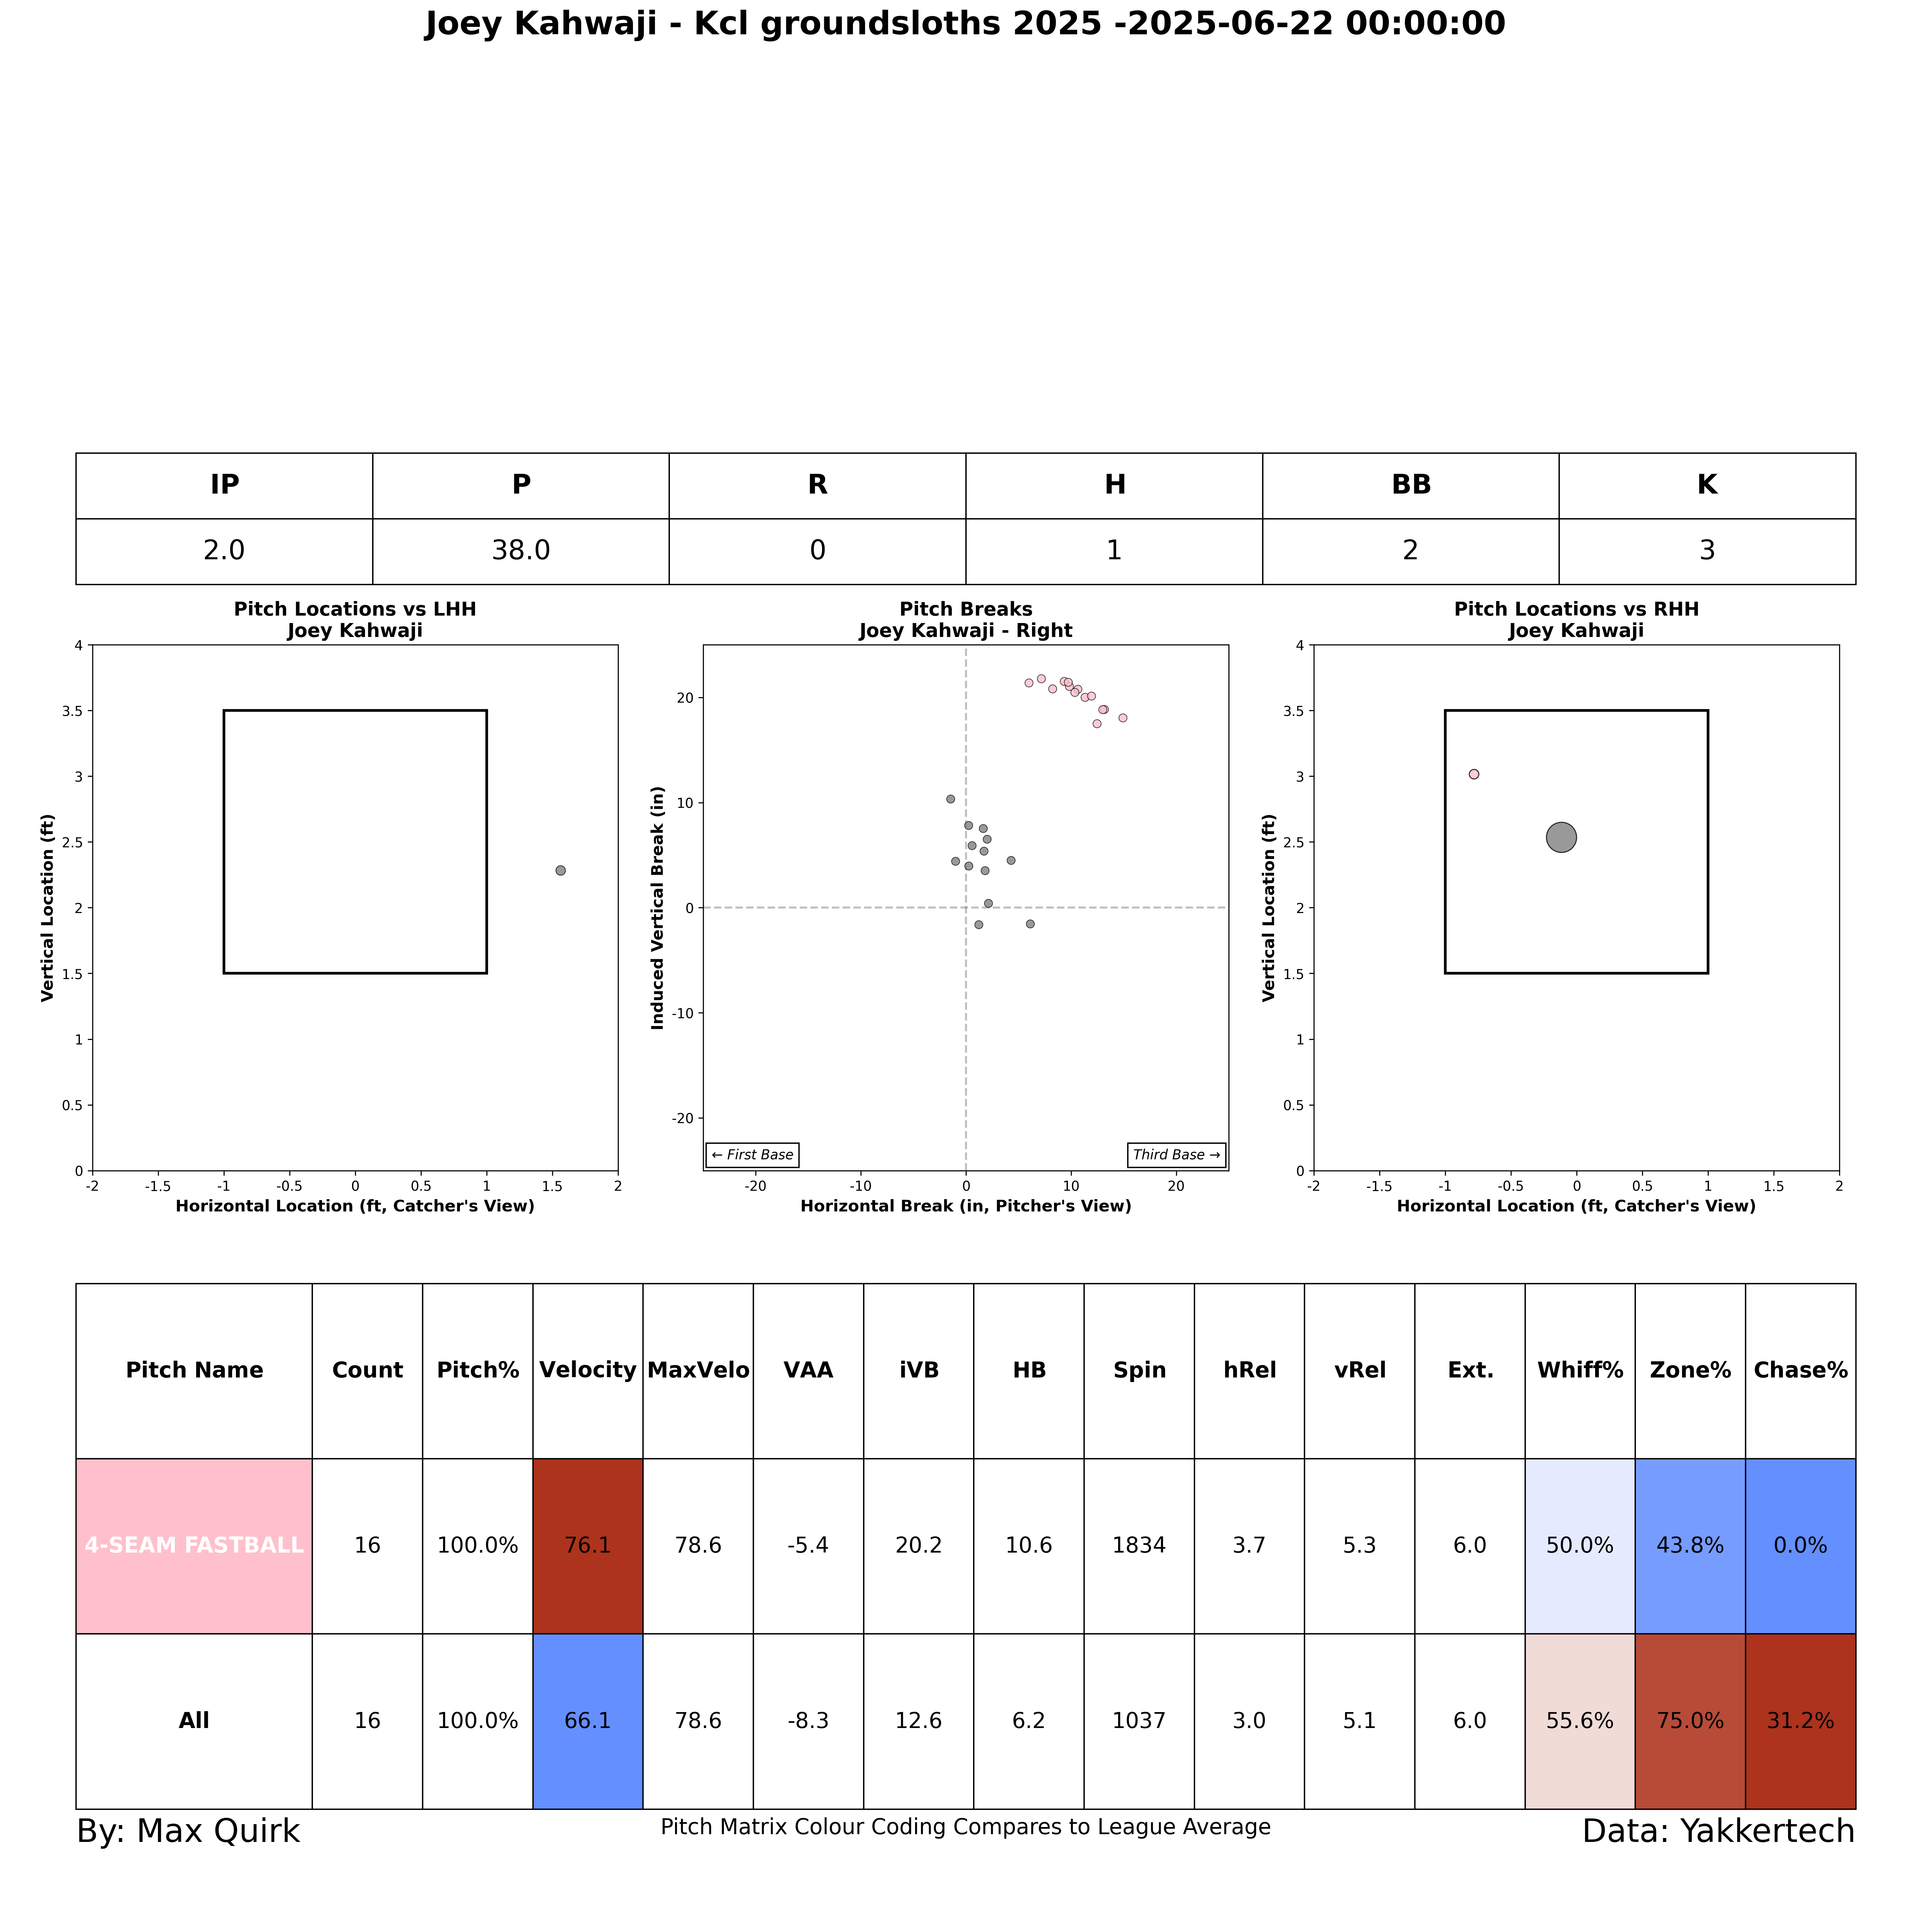 Joey Kahwaji - Kcl groundsloths 2025 -2025-06-22 00:00:00
IP P R H BB K
2.0 38.0 0 1 2 3
Pitch Locations vs LHH
Joey Kahwaji
4
3.5
3
2.5
2
1.5
1
0.5
0
-2 -1.5 -1 -0.5 0 0.5 1 1.5 2
Vertical Location (ft)
Horizontal Location (ft, Catcher's View)
Pitch Breaks
Joey Kahwaji - Right
20
10
0
-10
-20
← First Base
Third Base →
-20 -10 0 10 20
Induced Vertical Break (in)
Horizontal Break (in, Pitcher's View)
Pitch Locations vs RHH
Joey Kahwaji
4
3.5
3
2.5
2
1.5
1
0.5
0
-2 -1.5 -1 -0.5 0 0.5 1 1.5 2
Vertical Location (ft)
Horizontal Location (ft, Catcher's View)
Pitch Name Count Pitch% Velocity MaxVelo VAA iVB HB Spin hRel vRel Ext. Whiff% Zone% Chase%
4-SEAM FASTBALL 16 100.0% 76.1 78.6 -5.4 20.2 10.6 1834 3.7 5.3 6.0 50.0% 43.8% 0.0%
All 16 100.0% 66.1 78.6 -8.3 12.6 6.2 1037 3.0 5.1 6.0 55.6% 75.0% 31.2%
By: Max Quirk
Pitch Matrix Colour Coding Compares to League Average
Data: Yakkertech